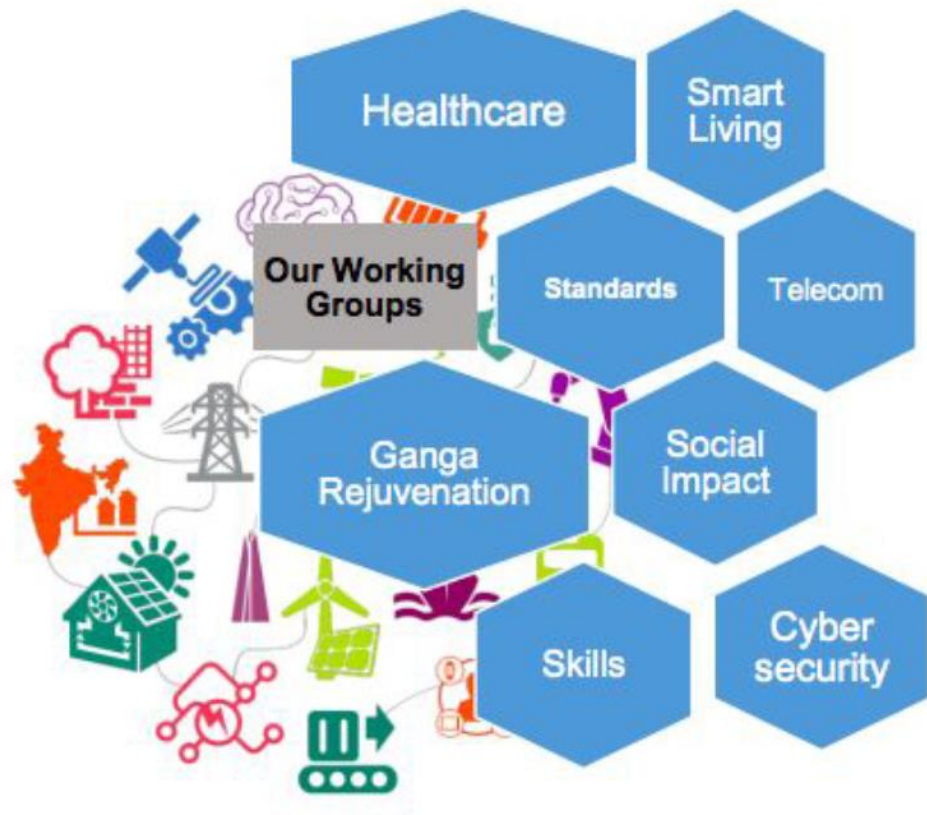 Healthcare
Smart
Living
Our Working
Groups
Standards
Telecom
Ganga
Rejuvenation
Social
Impact
Skills
Cyber
security